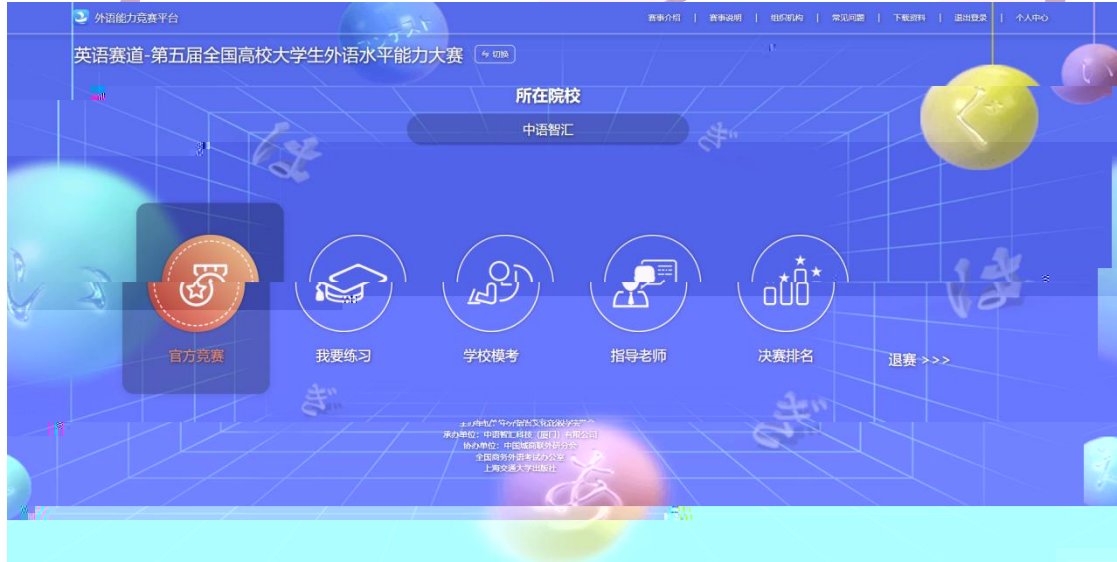 外语能力竞赛平台
赛事介绍 | 赛事说明 | 组织机构 | 常见问题 | 下载资料 | 退出登录 | 个人中心
英语赛道-第五届全国高校大学生外语水平能力大赛 切换
所在院校
中语智汇
官方竞赛 我要练习 学校模考 指导老师 决赛排名 退赛 >>>
承办单位：中语智汇科技（厦门）有限公司
协办单位：中国城商联外研分会
全国商务外语考试办公室
上海交通大学出版社